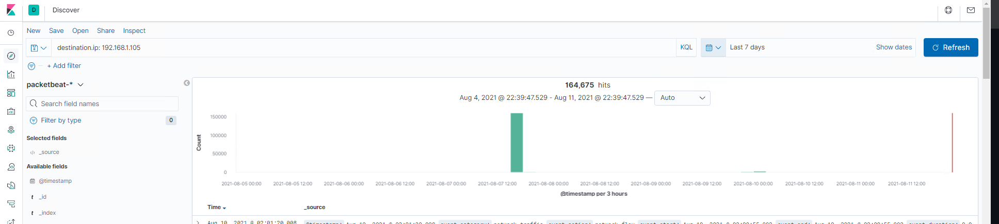 D Discover
New Save Open Share Inspect
destination.ip: 192.168.1.105 KQL Last 7 days Show dates Refresh
+ Add filter
packetbeat-*
164,675 hits
Aug 4, 2021 @ 22:39:47.529 - Aug 11, 2021 @ 22:39:47.529 — Auto
Search field names
Filter by type 0
Selected fields
_source
Available fields
@timestamp
_id
_index
Count
150000
100000
50000
0
2021-08-05 00:00 2021-08-05 12:00 2021-08-06 00:00 2021-08-06 12:00 2021-08-07 00:00 2021-08-07 12:00 2021-08-08 00:00 2021-08-08 12:00 2021-08-09 00:00 2021-08-09 12:00 2021-08-10 00:00 2021-08-10 12:00 2021-08-11 00:00 2021-08-11 12:00
@timestamp per 3 hours
Time _source
Aug 10, 2021 @ 02:01:20.008